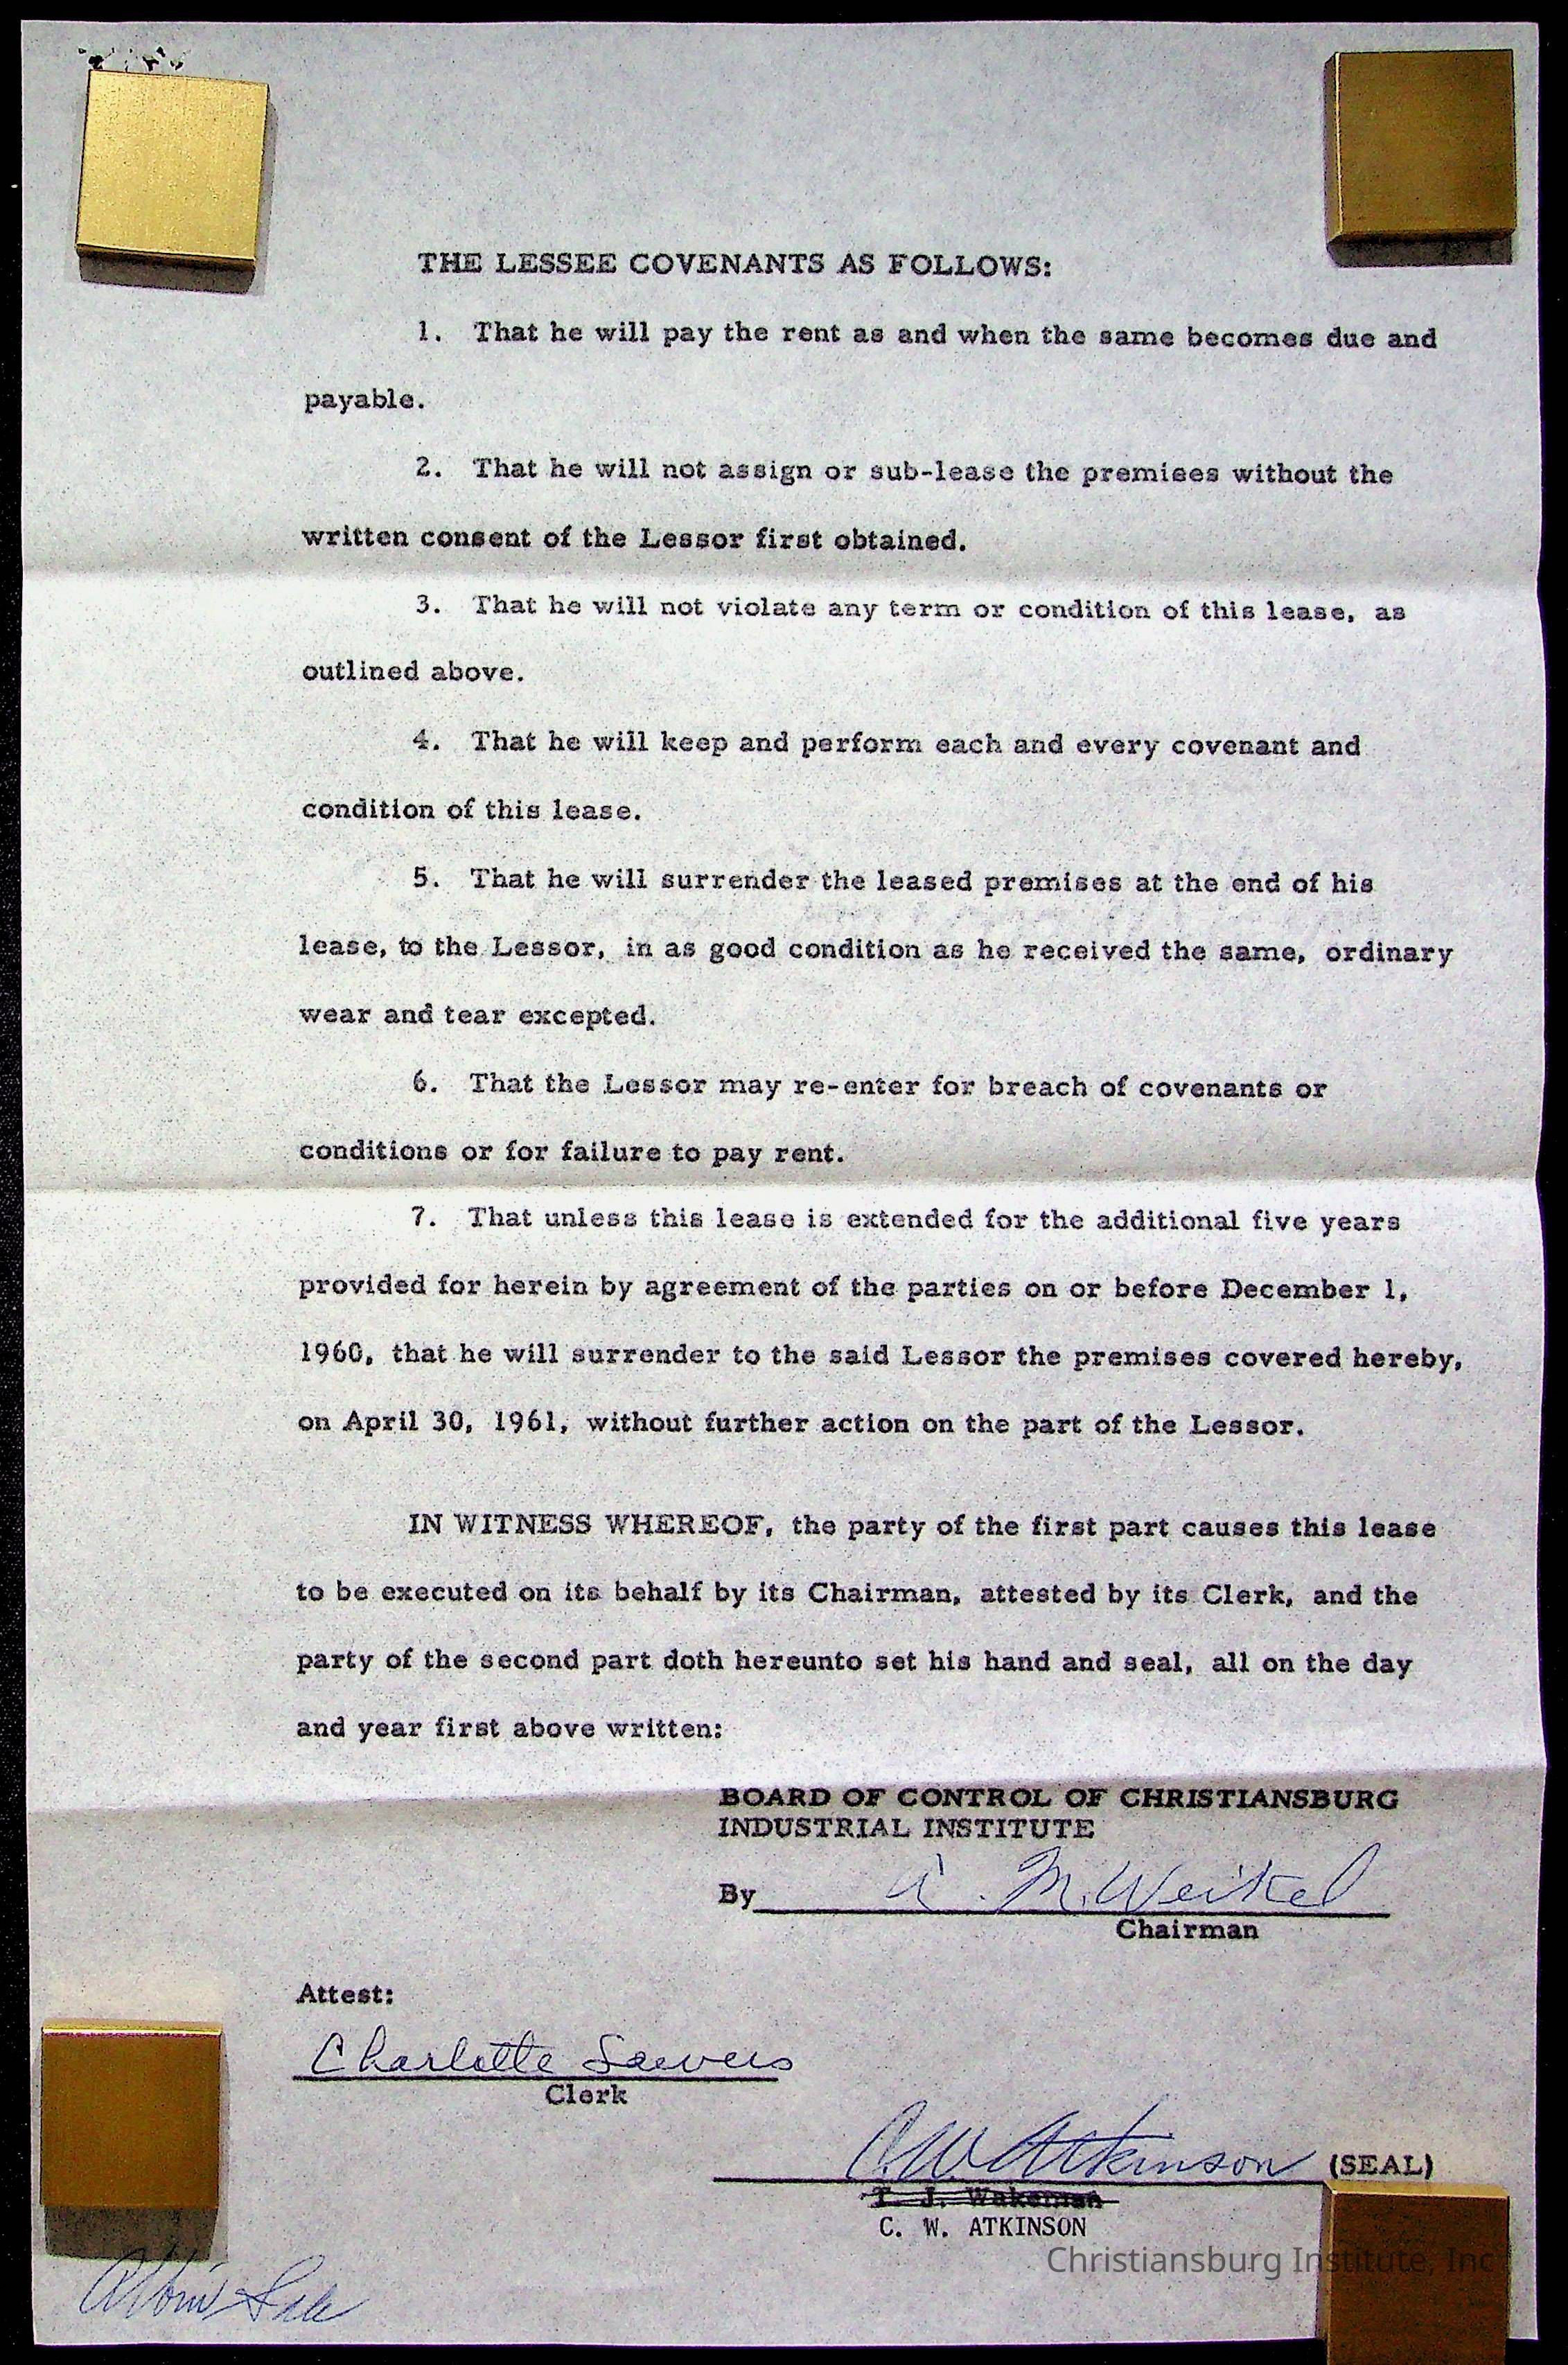 THE LESSEE COVENANTS AS FOLLOWS:
1. That he will pay the rent as and when the same becomes due and
payable.
2. That he will not assign or sub-lease the premises without the
written consent of the Lessor first obtained.
3. That he will not violate any term or condition of this lease, as
outlined above.
4. That he will keep and perform each and every covenant and
condition of this lease.
5. That he will surrender the leased premises at the end of his
lease, to the Lessor, in as good condition as he received the same, ordinary
wear and tear excepted.
6. That the Lessor may re-enter for breach of covenants or
conditions or for failure to pay rent.
7. That unless this lease is extended for the additional five years
provided for herein by agreement of the parties on or before December 1,
1960, that he will surrender to the said Lessor the premises covered hereby,
on April 30, 1961, without further action on the part of the Lessor.
IN WITNESS WHEREOF, the party of the first part causes this lease
to be executed on its behalf by its Chairman, attested by its Clerk, and the
party of the second part doth hereunto set his hand and seal, all on the day
and year first above written:
BOARD OF CONTROL OF CHRISTIANSBURG
INDUSTRIAL INSTITUTE
By A. M. Weikel
Chairman
Attest:
Charlotte
Clerk
C. W. Atkinson (SEAL)
T. J. Wakeman
C. W. ATKINSON
Christiansburg Institute, Inc